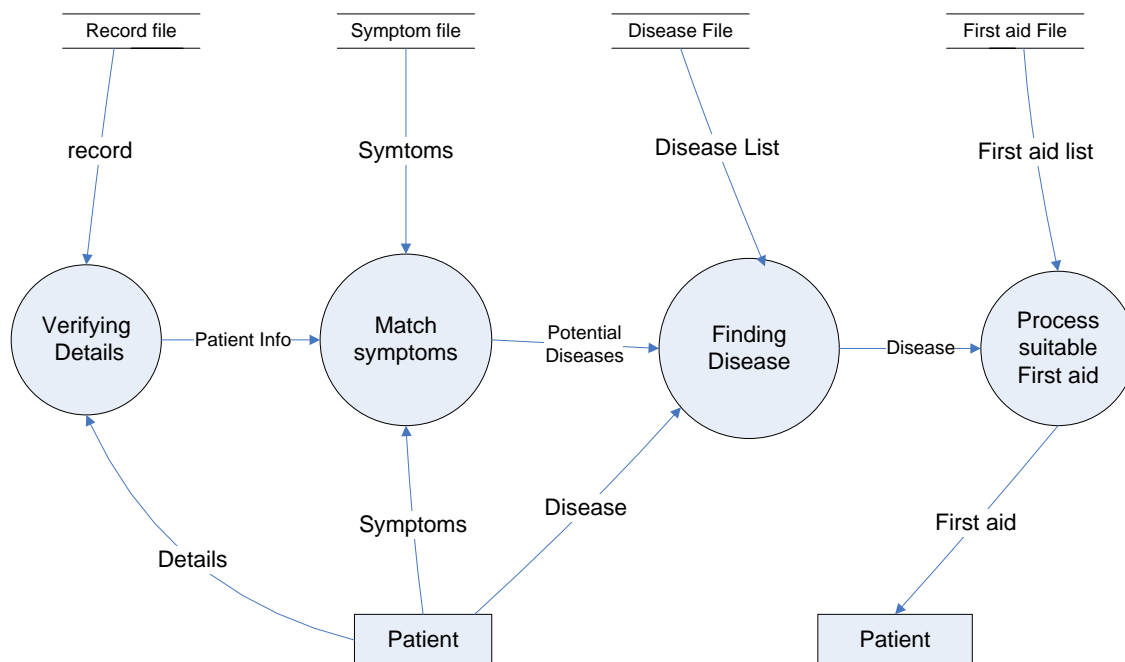 Record file
Symptom file
Disease File
First aid File
record
Symtoms
Disease List
First aid list
Verifying
Details
Patient Info
Match
symptoms
Potential
Diseases
Finding
Disease
Disease
Process
suitable
First aid
Details
Symptoms
Disease
First aid
Patient
Patient